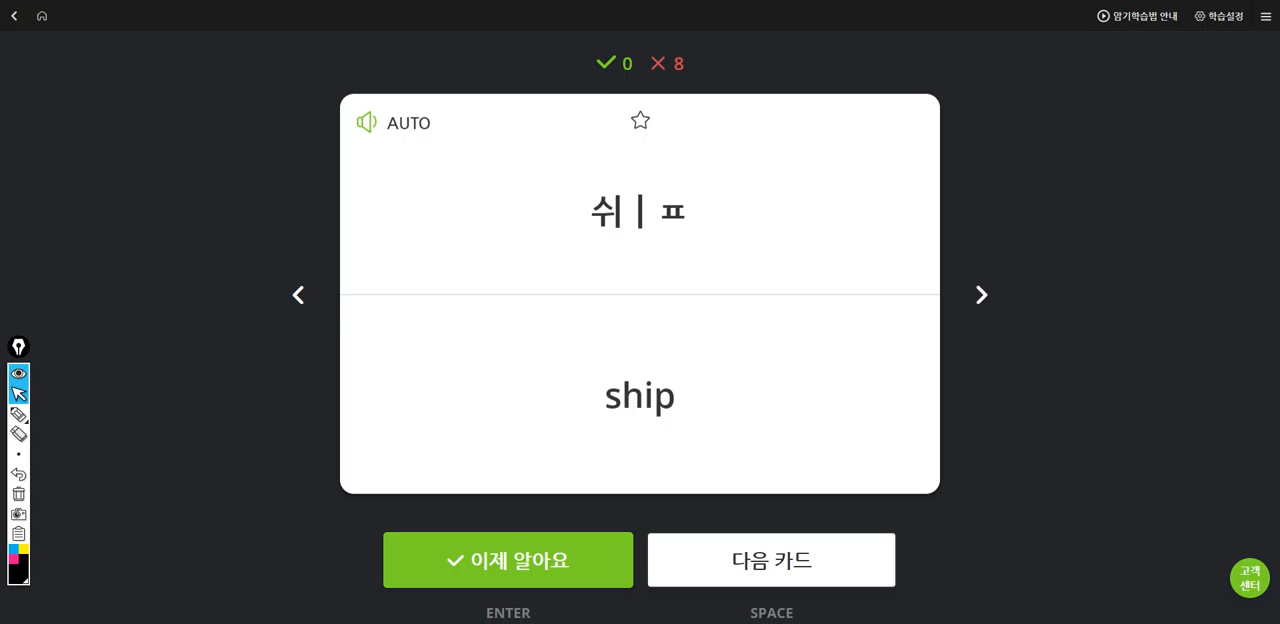 암기학습법 안내 학습설정
0 8
AUTO
쉬ㅣㅍ
ship
이제 알아요 다음 카드
ENTER SPACE
고객
센터